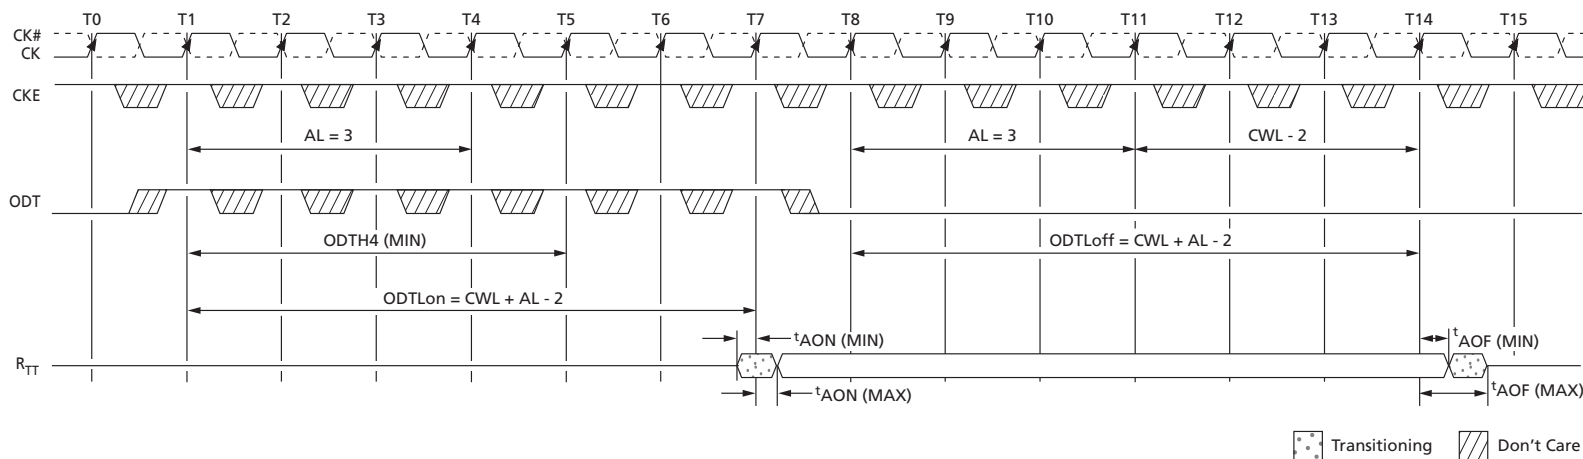 T0 T1 T2 T3 T4 T5 T6 T7 T8 T9 T10 T11 T12 T13 T14 T15
CK#
CK
CKE
AL = 3 AL = 3 CWL - 2
ODT
ODTH4 (MIN) ODTLoff = CWL + AL - 2
ODTLon = CWL + AL - 2
tAON (MIN) tAOF (MIN)
RTT
tAON (MAX) tAOF (MAX)
Transitioning Don't Care